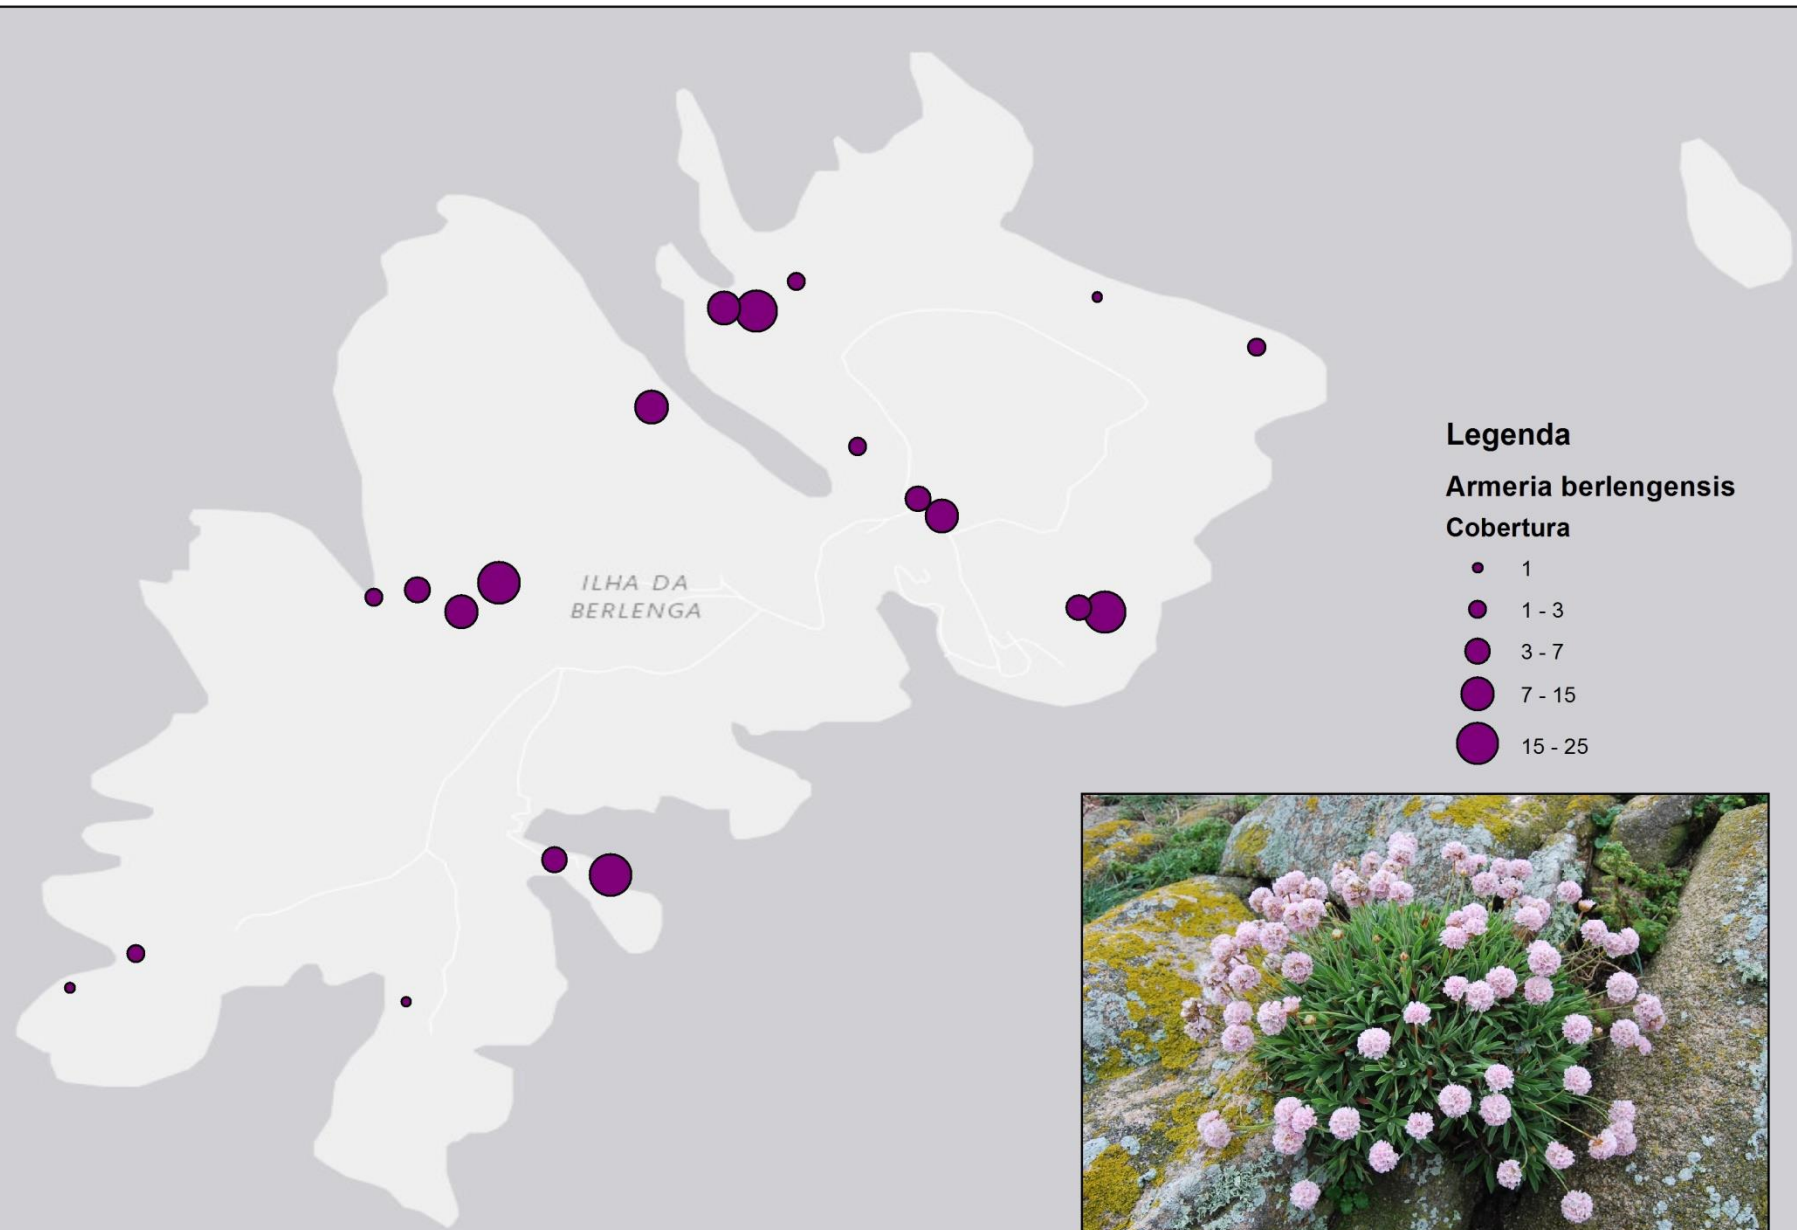 ILHA DA
BERLENGA
Legenda
Armeria berlengensis
Cobertura
1
1 - 3
3 - 7
7 - 15
15 - 25